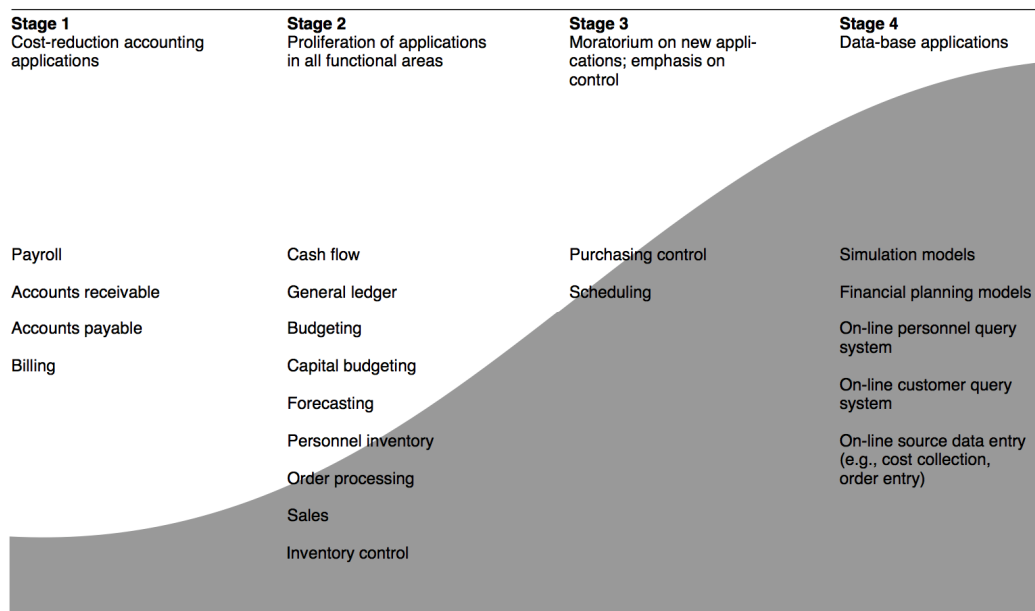 Stage 1
Cost-reduction accounting
applications
Stage 2
Proliferation of applications
in all functional areas
Stage 3
Moratorium on new appli-
cations; emphasis on
control
Stage 4
Data-base applications
Payroll
Accounts receivable
Accounts payable
Billing
Cash flow
General ledger
Budgeting
Capital budgeting
Forecasting
Personnel inventory
Order processing
Sales
Inventory control
Purchasing control
Scheduling
Simulation models
Financial planning models
On-line personnel query
system
On-line customer query
system
On-line source data entry
(e.g., cost collection,
order entry)